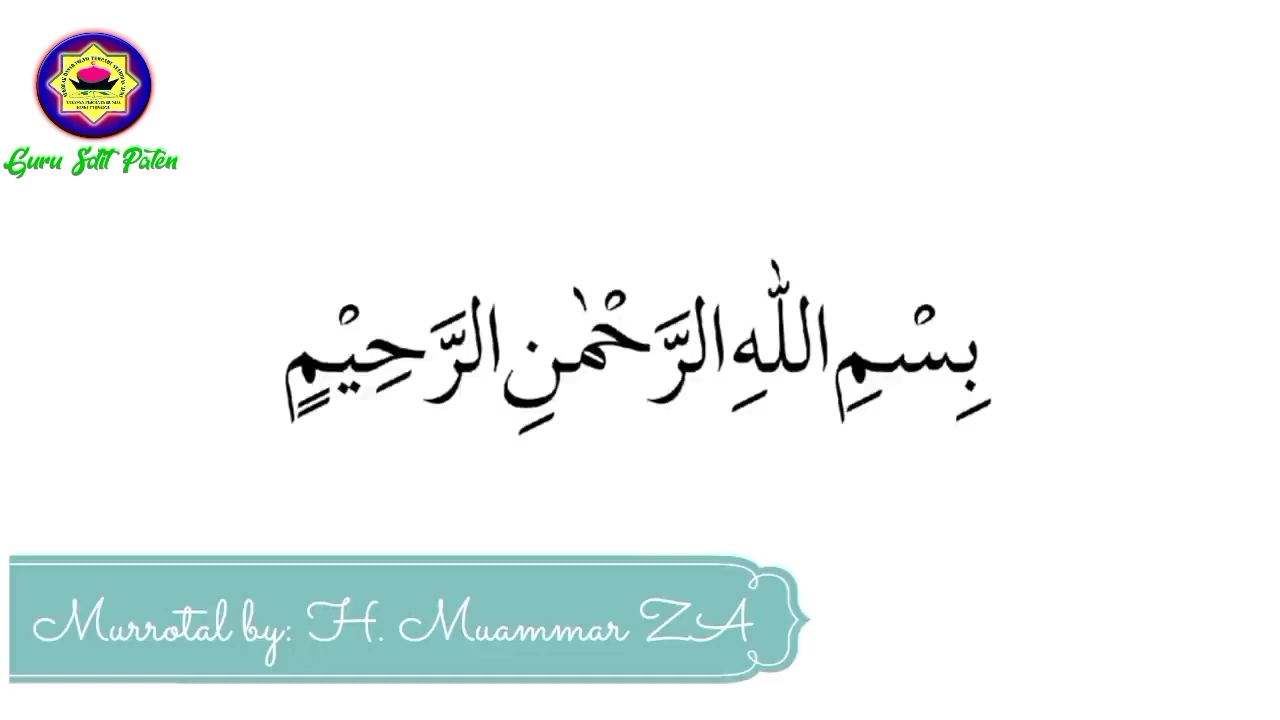 Guru Sdit Paten
بِسْمِ اللّٰهِ الرَّحْمٰنِ الرَّحِيْمٍ
Murrotal by: H. Muammar ZA